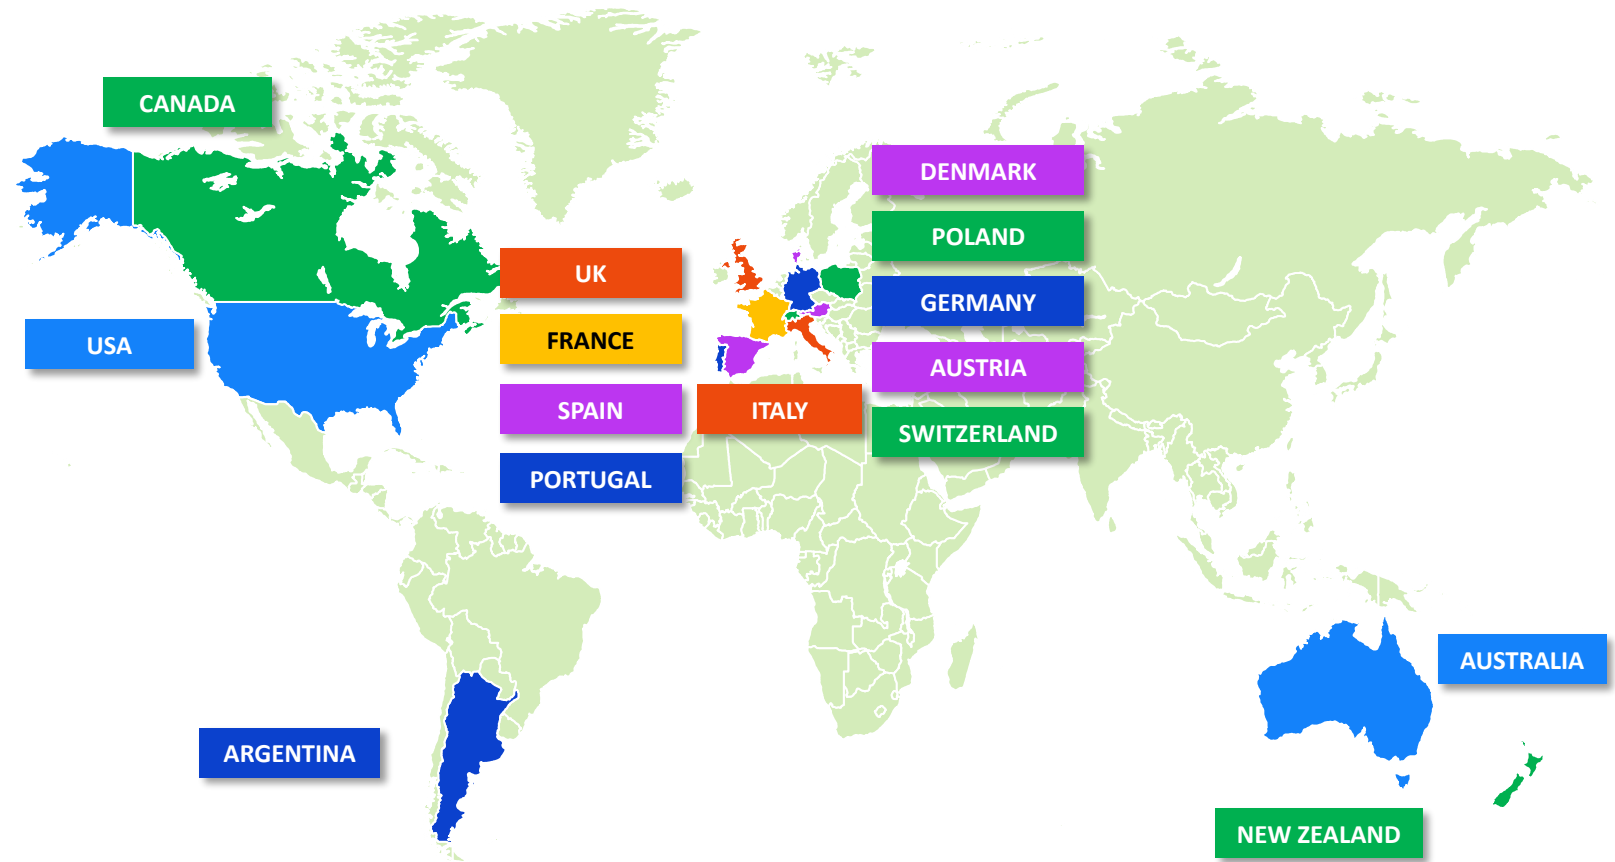 CANADA
DENMARK
POLAND
UK
GERMANY
USA
FRANCE
AUSTRIA
SPAIN
ITALY
SWITZERLAND
PORTUGAL
AUSTRALIA
ARGENTINA
NEW ZEALAND